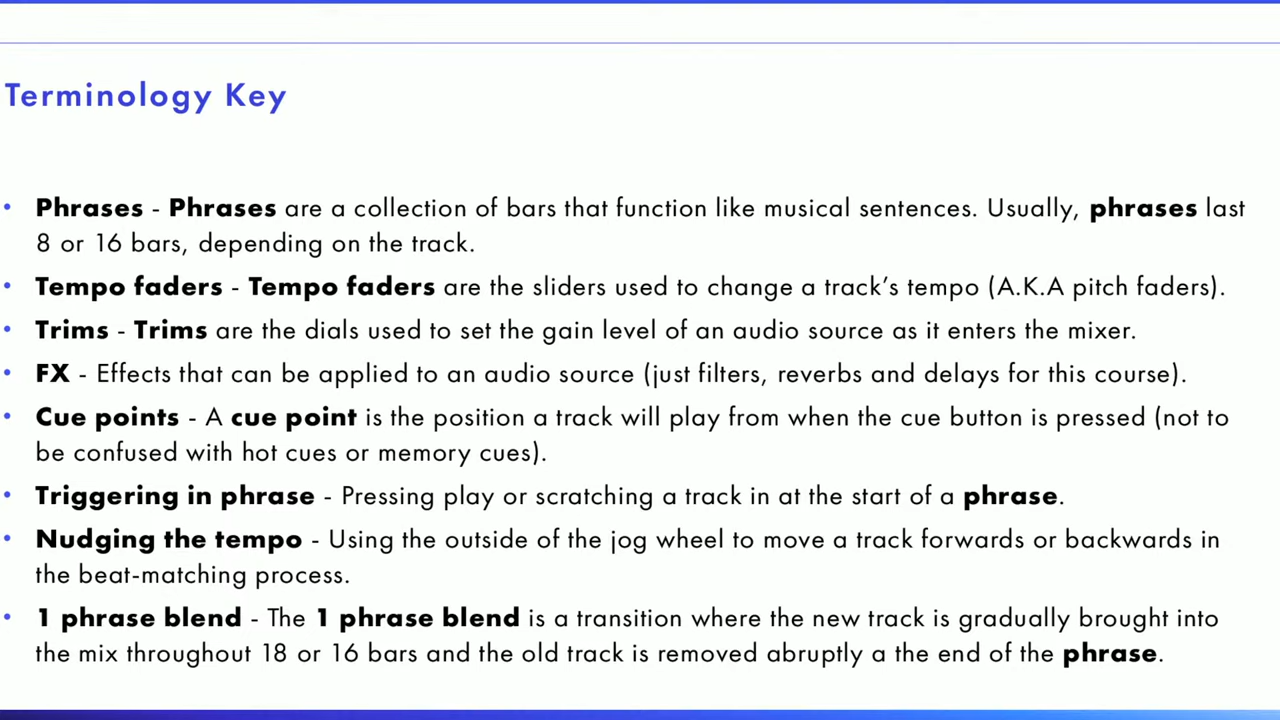 Terminology Key
• Phrases - Phrases are a collection of bars that function like musical sentences. Usually, phrases last
8 or 16 bars, depending on the track.
• Tempo faders - Tempo faders are the sliders used to change a track’s tempo (A.K.A pitch faders).
• Trims - Trims are the dials used to set the gain level of an audio source as it enters the mixer.
• FX - Effects that can be applied to an audio source (just filters, reverbs and delays for this course).
• Cue points - A cue point is the position a track will play from when the cue button is pressed (not to
be confused with hot cues or memory cues).
• Triggering in phrase - Pressing play or scratching a track in at the start of a phrase.
• Nudging the tempo - Using the outside of the jog wheel to move a track forwards or backwards in
the beat-matching process.
• 1 phrase blend - The 1 phrase blend is a transition where the new track is gradually brought into
the mix throughout 18 or 16 bars and the old track is removed abruptly a the end of the phrase.